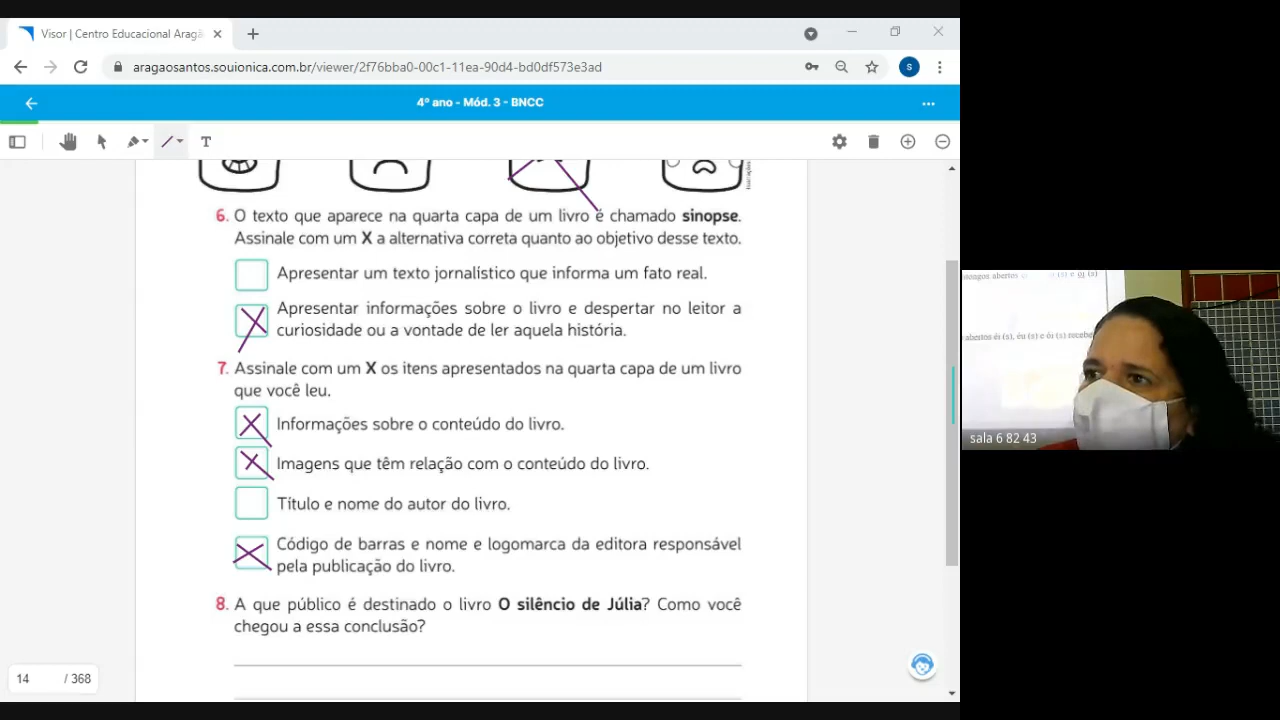 Visor | Centro Educacional Aragã
aragaosantos.souionica.com.br/viewer/2f76bba0-00c1-11ea-90d4-bd0df573e3ad
s
4º ano - Mód. 3 - BNCC
T
6. O texto que aparece na quarta capa de um livro é chamado sinopse.
Assinale com um X a alternativa correta quanto ao objetivo desse texto.
Apresentar um texto jornalístico que informa um fato real.
Apresentar informações sobre o livro e despertar no leitor a
curiosidade ou a vontade de ler aquela história.
7. Assinale com um X os itens apresentados na quarta capa de um livro
que você leu.
Informações sobre o conteúdo do livro.
Imagens que têm relação com o conteúdo do livro.
Título e nome do autor do livro.
Código de barras e nome e logomarca da editora responsável
pela publicação do livro.
8. A que público é destinado o livro O silêncio de Júlia? Como você
chegou a essa conclusão?
14 / 368
abertos éi (s), éu (s) e ói (s)
sala 6 82 43